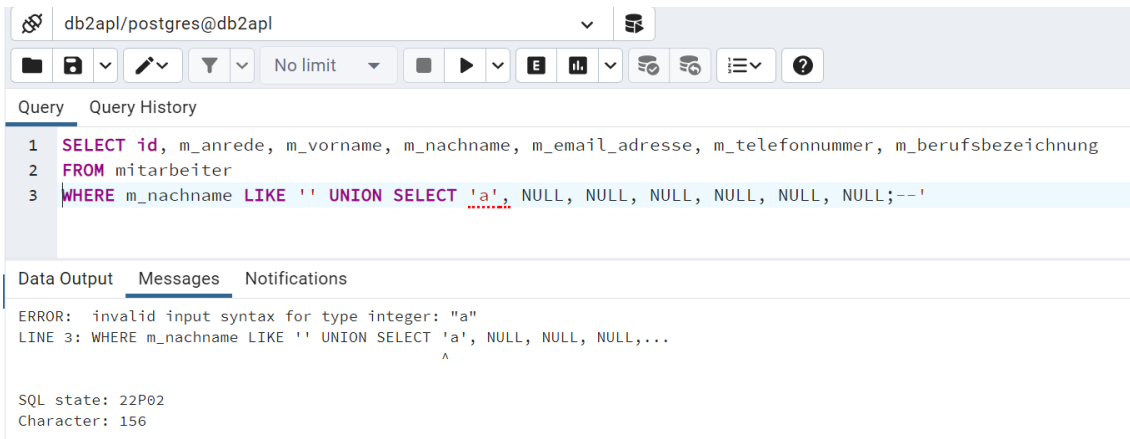 db2apl/postgres@db2apl
No limit
E
Query Query History
1 SELECT id, m_anrede, m_vorname, m_nachname, m_email_adresse, m_telefonnummer, m_berufsbezeichnung
2 FROM mitarbeiter
3 WHERE m_nachname LIKE '' UNION SELECT 'a', NULL, NULL, NULL, NULL, NULL, NULL;--'
Data Output Messages Notifications
ERROR:  invalid input syntax for type integer: "a"
LINE 3: WHERE m_nachname LIKE '' UNION SELECT 'a', NULL, NULL, NULL,...
^
SQL state: 22P02
Character: 156